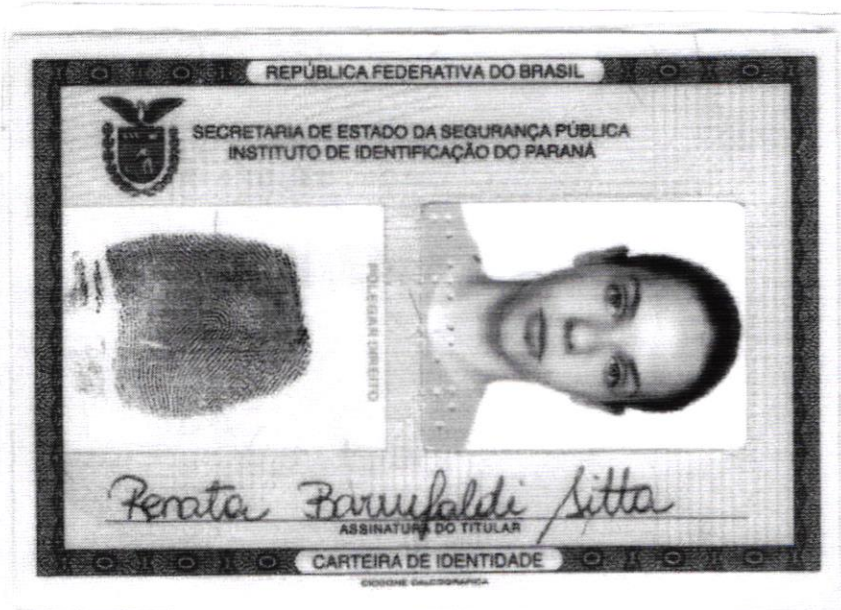 REPÚBLICA FEDERATIVA DO BRASIL
SECRETARIA DE ESTADO DA SEGURANÇA PÚBLICA
INSTITUTO DE IDENTIFICAÇÃO DO PARANÁ
POLEGAR DIREITO
Renata Barufaldi Sitta
ASSINATURA DO TITULAR
CARTEIRA DE IDENTIDADE